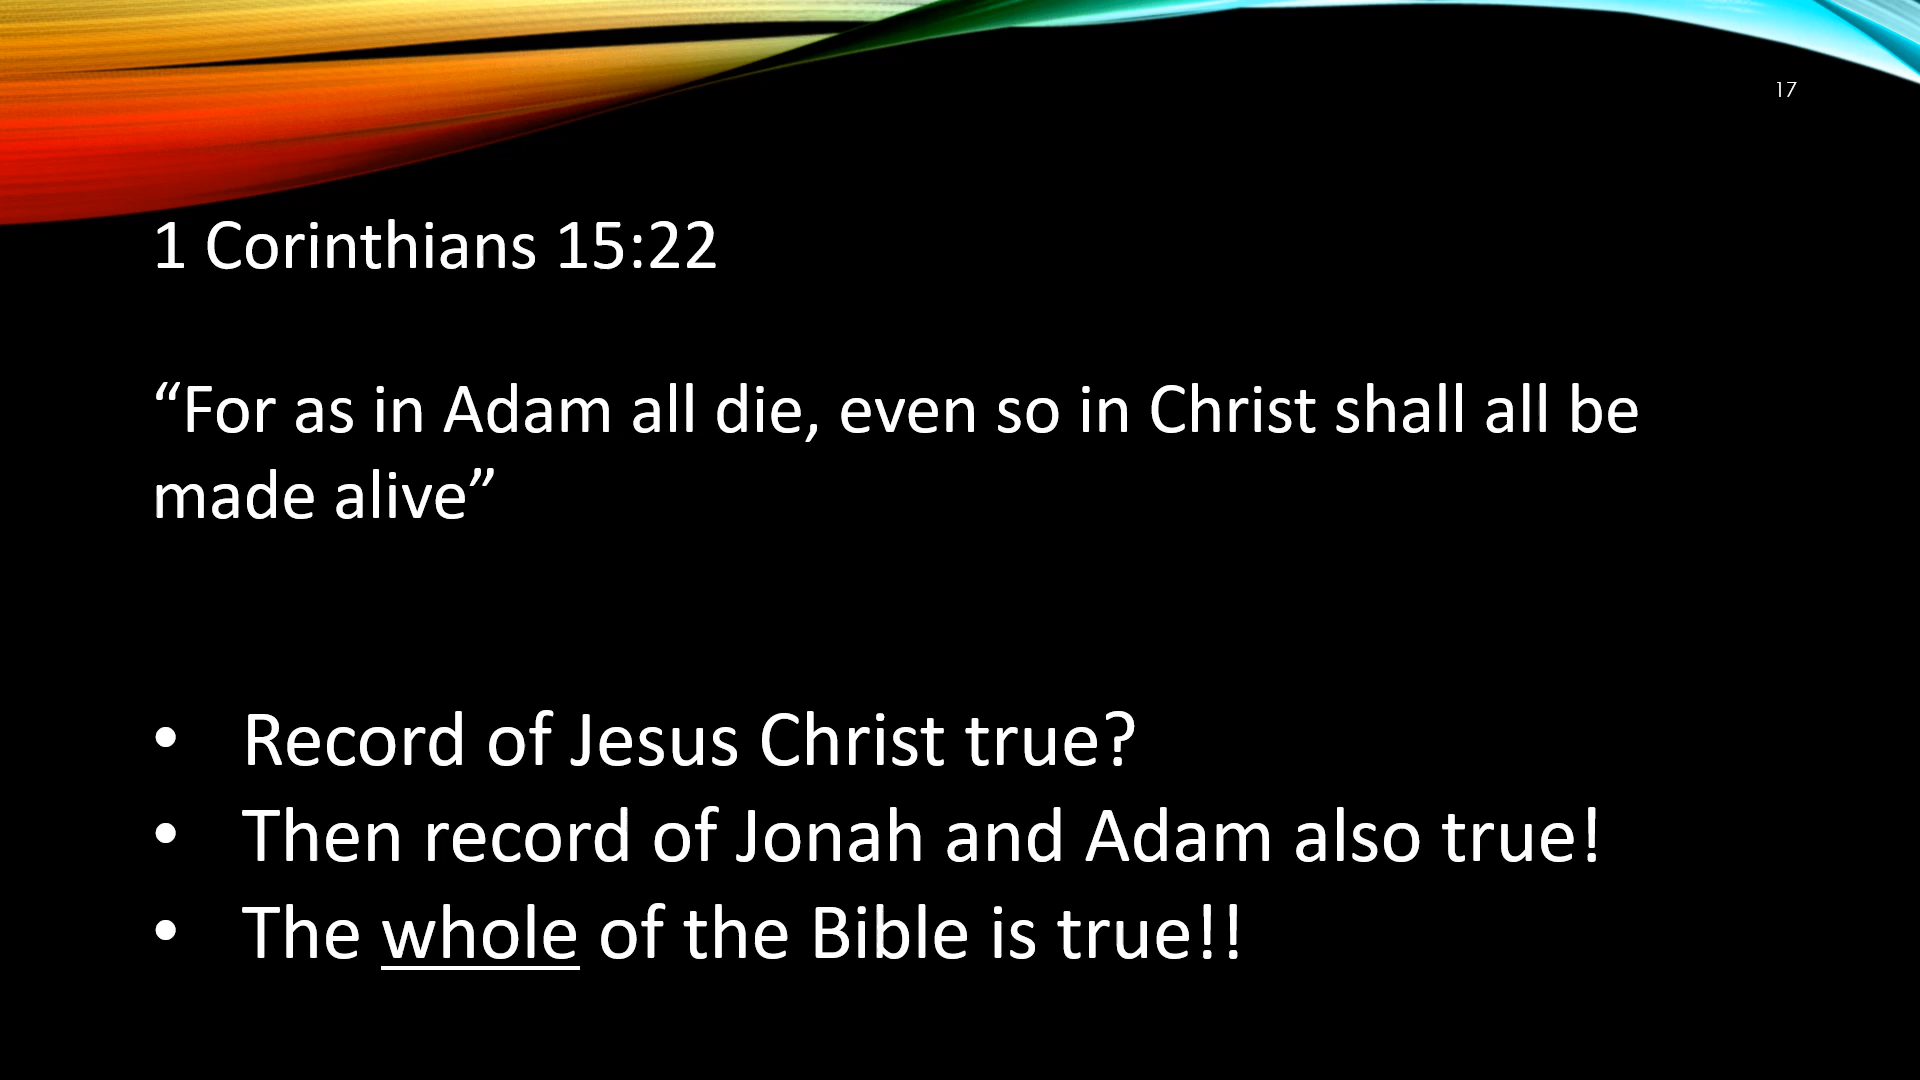 17
1 Corinthians 15:22
“For as in Adam all die, even so in Christ shall all be
made alive”
• Record of Jesus Christ true?
• Then record of Jonah and Adam also true!
• The whole of the Bible is true!!